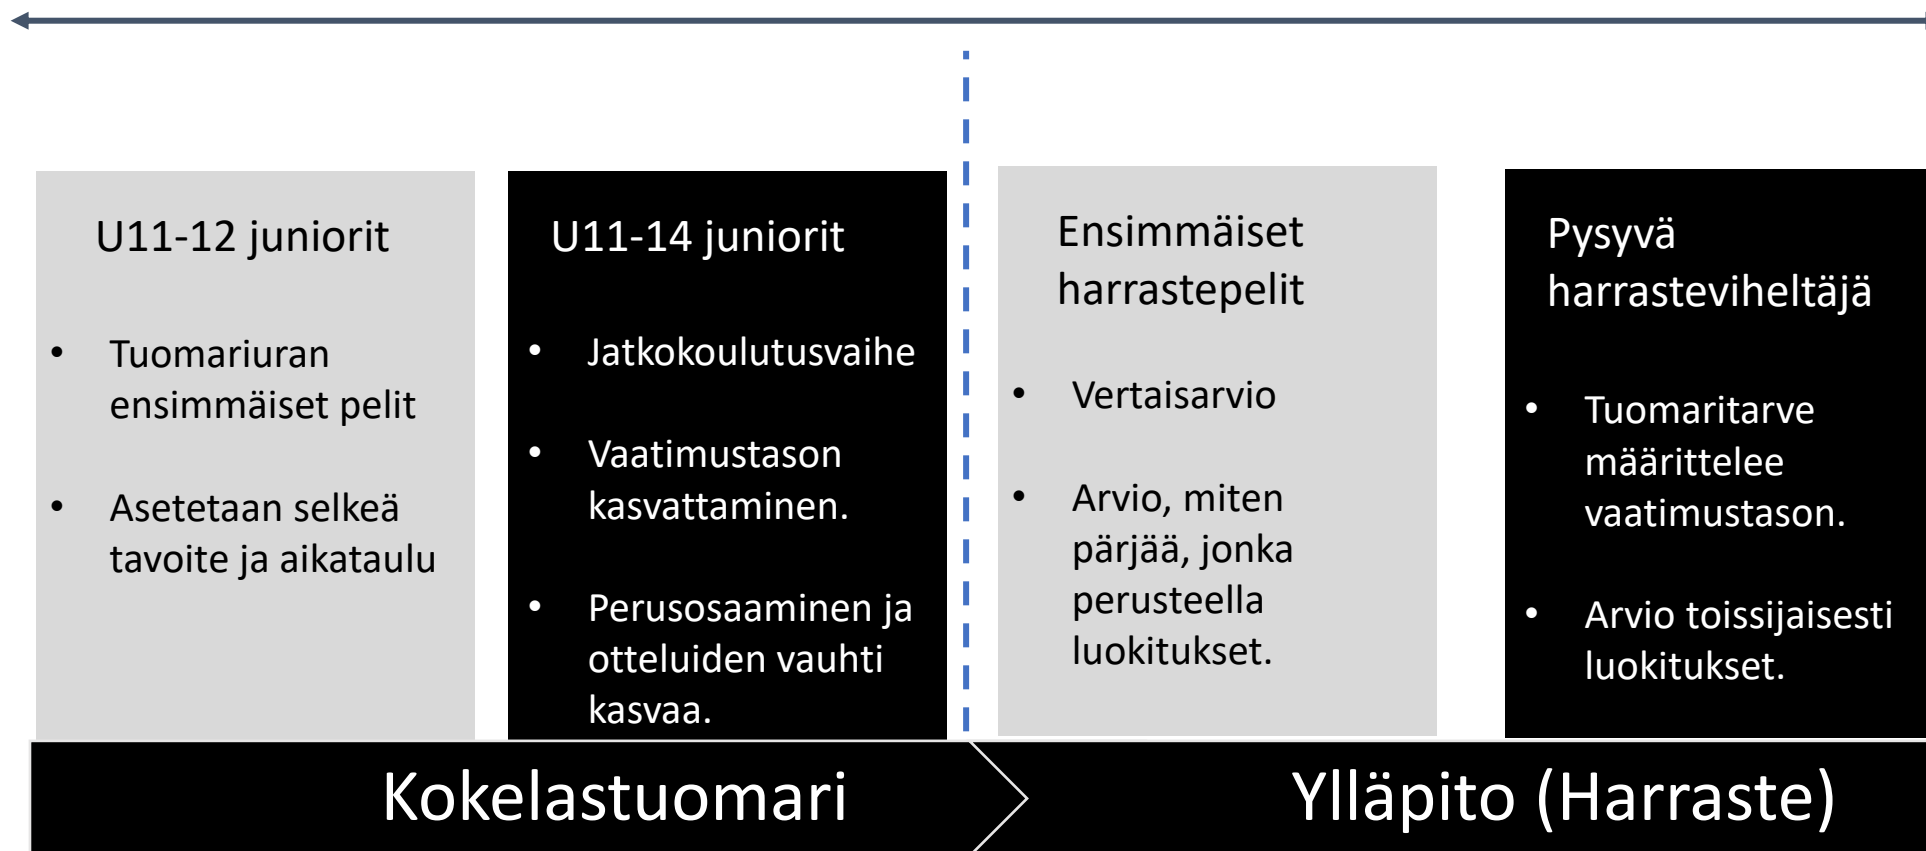 U11-12 juniorit
• Tuomariuran
ensimmäiset pelit
• Asetetaan selkeä
tavoite ja aikataulu
U11-14 juniorit
• Jatkokoulutusvaihe
• Vaatimustason
kasvattaminen.
• Perusosaaminen ja
otteluiden vauhti
kasvaa.
Ensimmäiset
harrastepelit
• Vertaisarvio
• Arvio, miten
pärjää, jonka
perusteella
luokitukset.
Pysyvä
harrasteviheltäjä
• Tuomaritarve
määrittelee
vaatimustason.
• Arvio toissijaisesti
luokitukset.
Kokelastuomari
Ylläpito (Harraste)